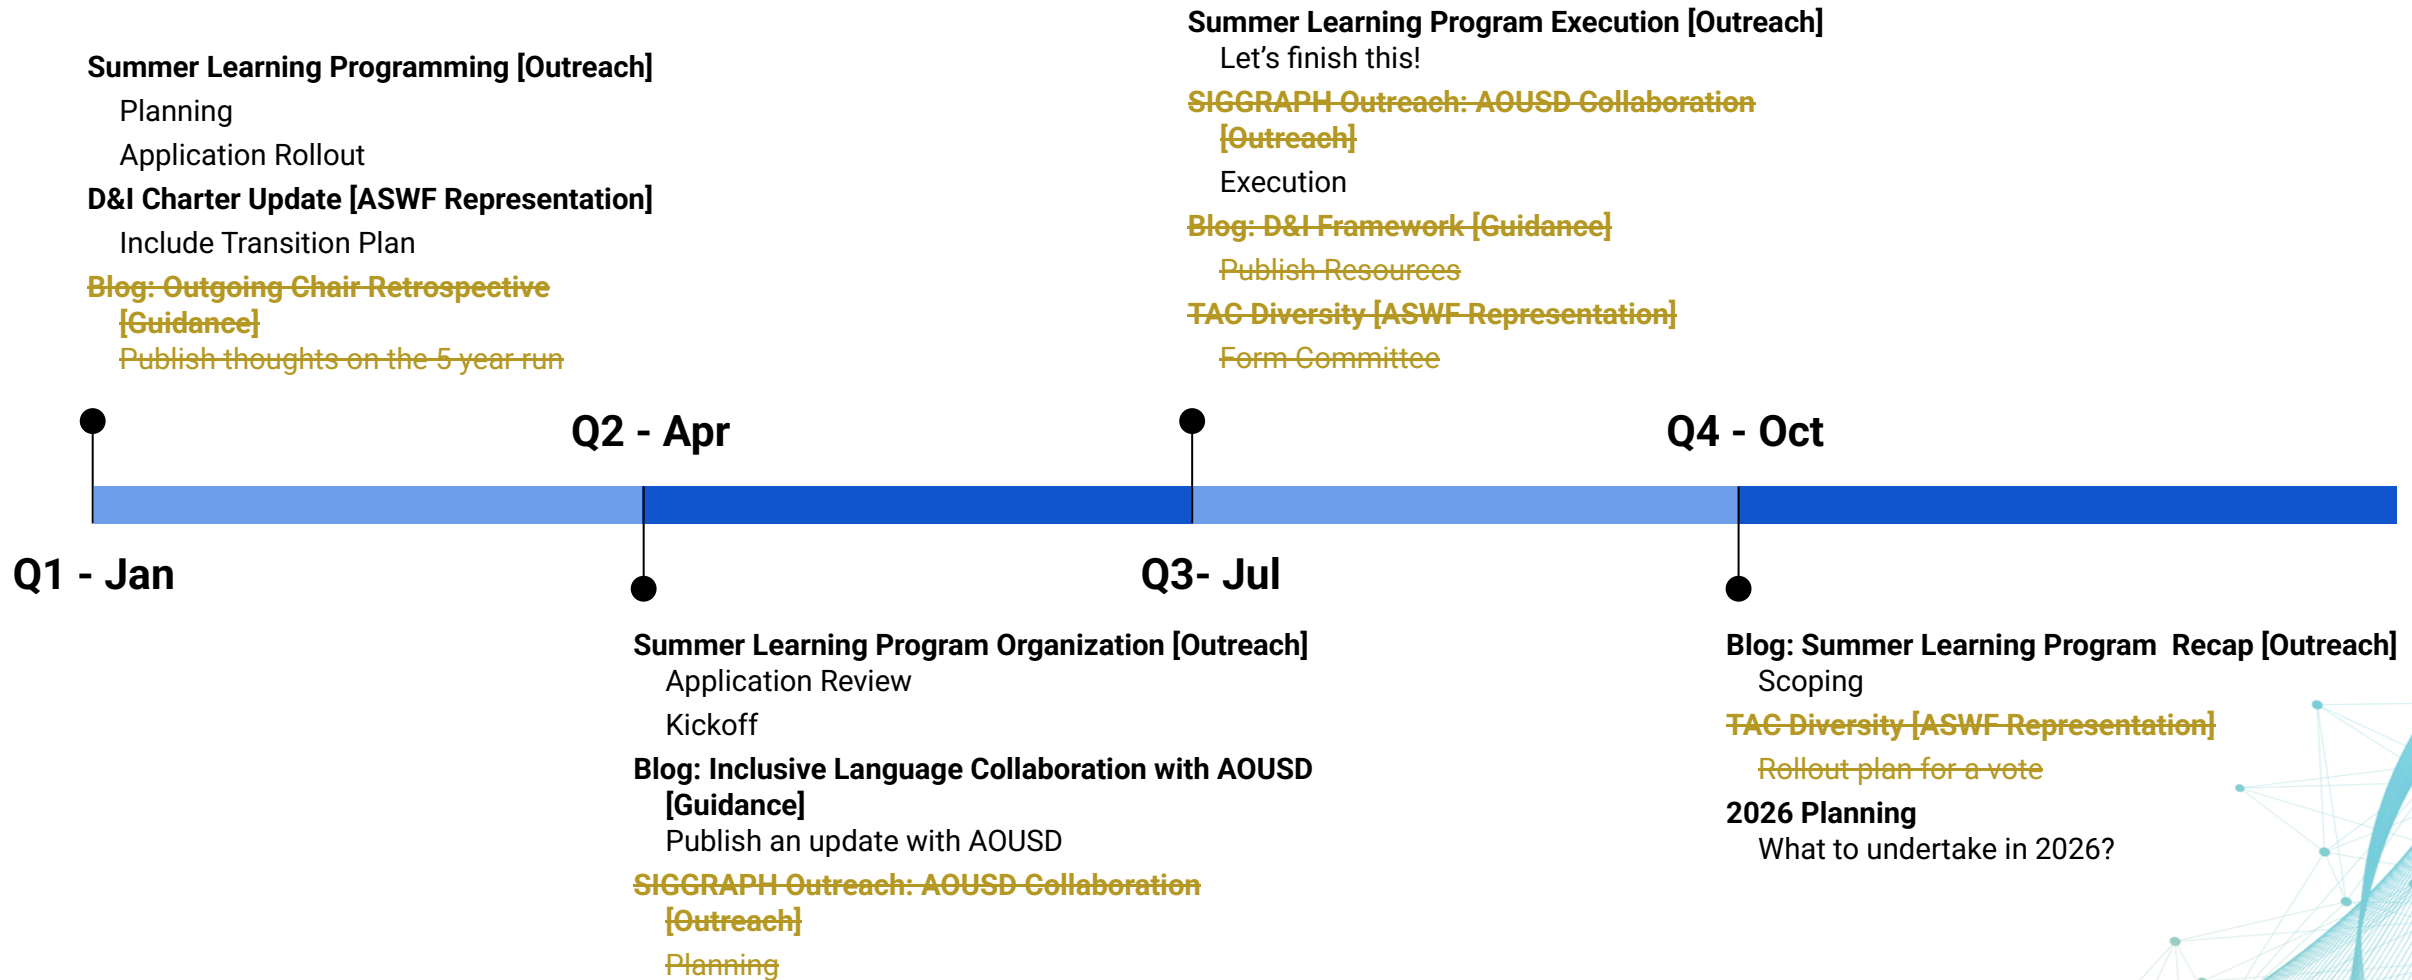 Summer Learning Programming [Outreach]
Planning
Application Rollout
D&I Charter Update [ASWF Representation]
Include Transition Plan
Blog: Outgoing Chair Retrospective
[Guidance]
Publish thoughts on the 5 year run
Summer Learning Program Execution [Outreach]
Let’s finish this!
SIGGRAPH Outreach: AOUSD Collaboration
[Outreach]
Execution
Blog: D&I Framework [Guidance]
Publish Resources
TAC Diversity [ASWF Representation]
Form Committee
Q2 - Apr
Q4 - Oct
Q1 - Jan
Q3- Jul
Summer Learning Program Organization [Outreach]
Application Review
Kickoff
Blog: Inclusive Language Collaboration with AOUSD
[Guidance]
Publish an update with AOUSD
SIGGRAPH Outreach: AOUSD Collaboration
[Outreach]
Planning
Blog: Summer Learning Program  Recap [Outreach]
Scoping
TAC Diversity [ASWF Representation]
Rollout plan for a vote
2026 Planning
What to undertake in 2026?